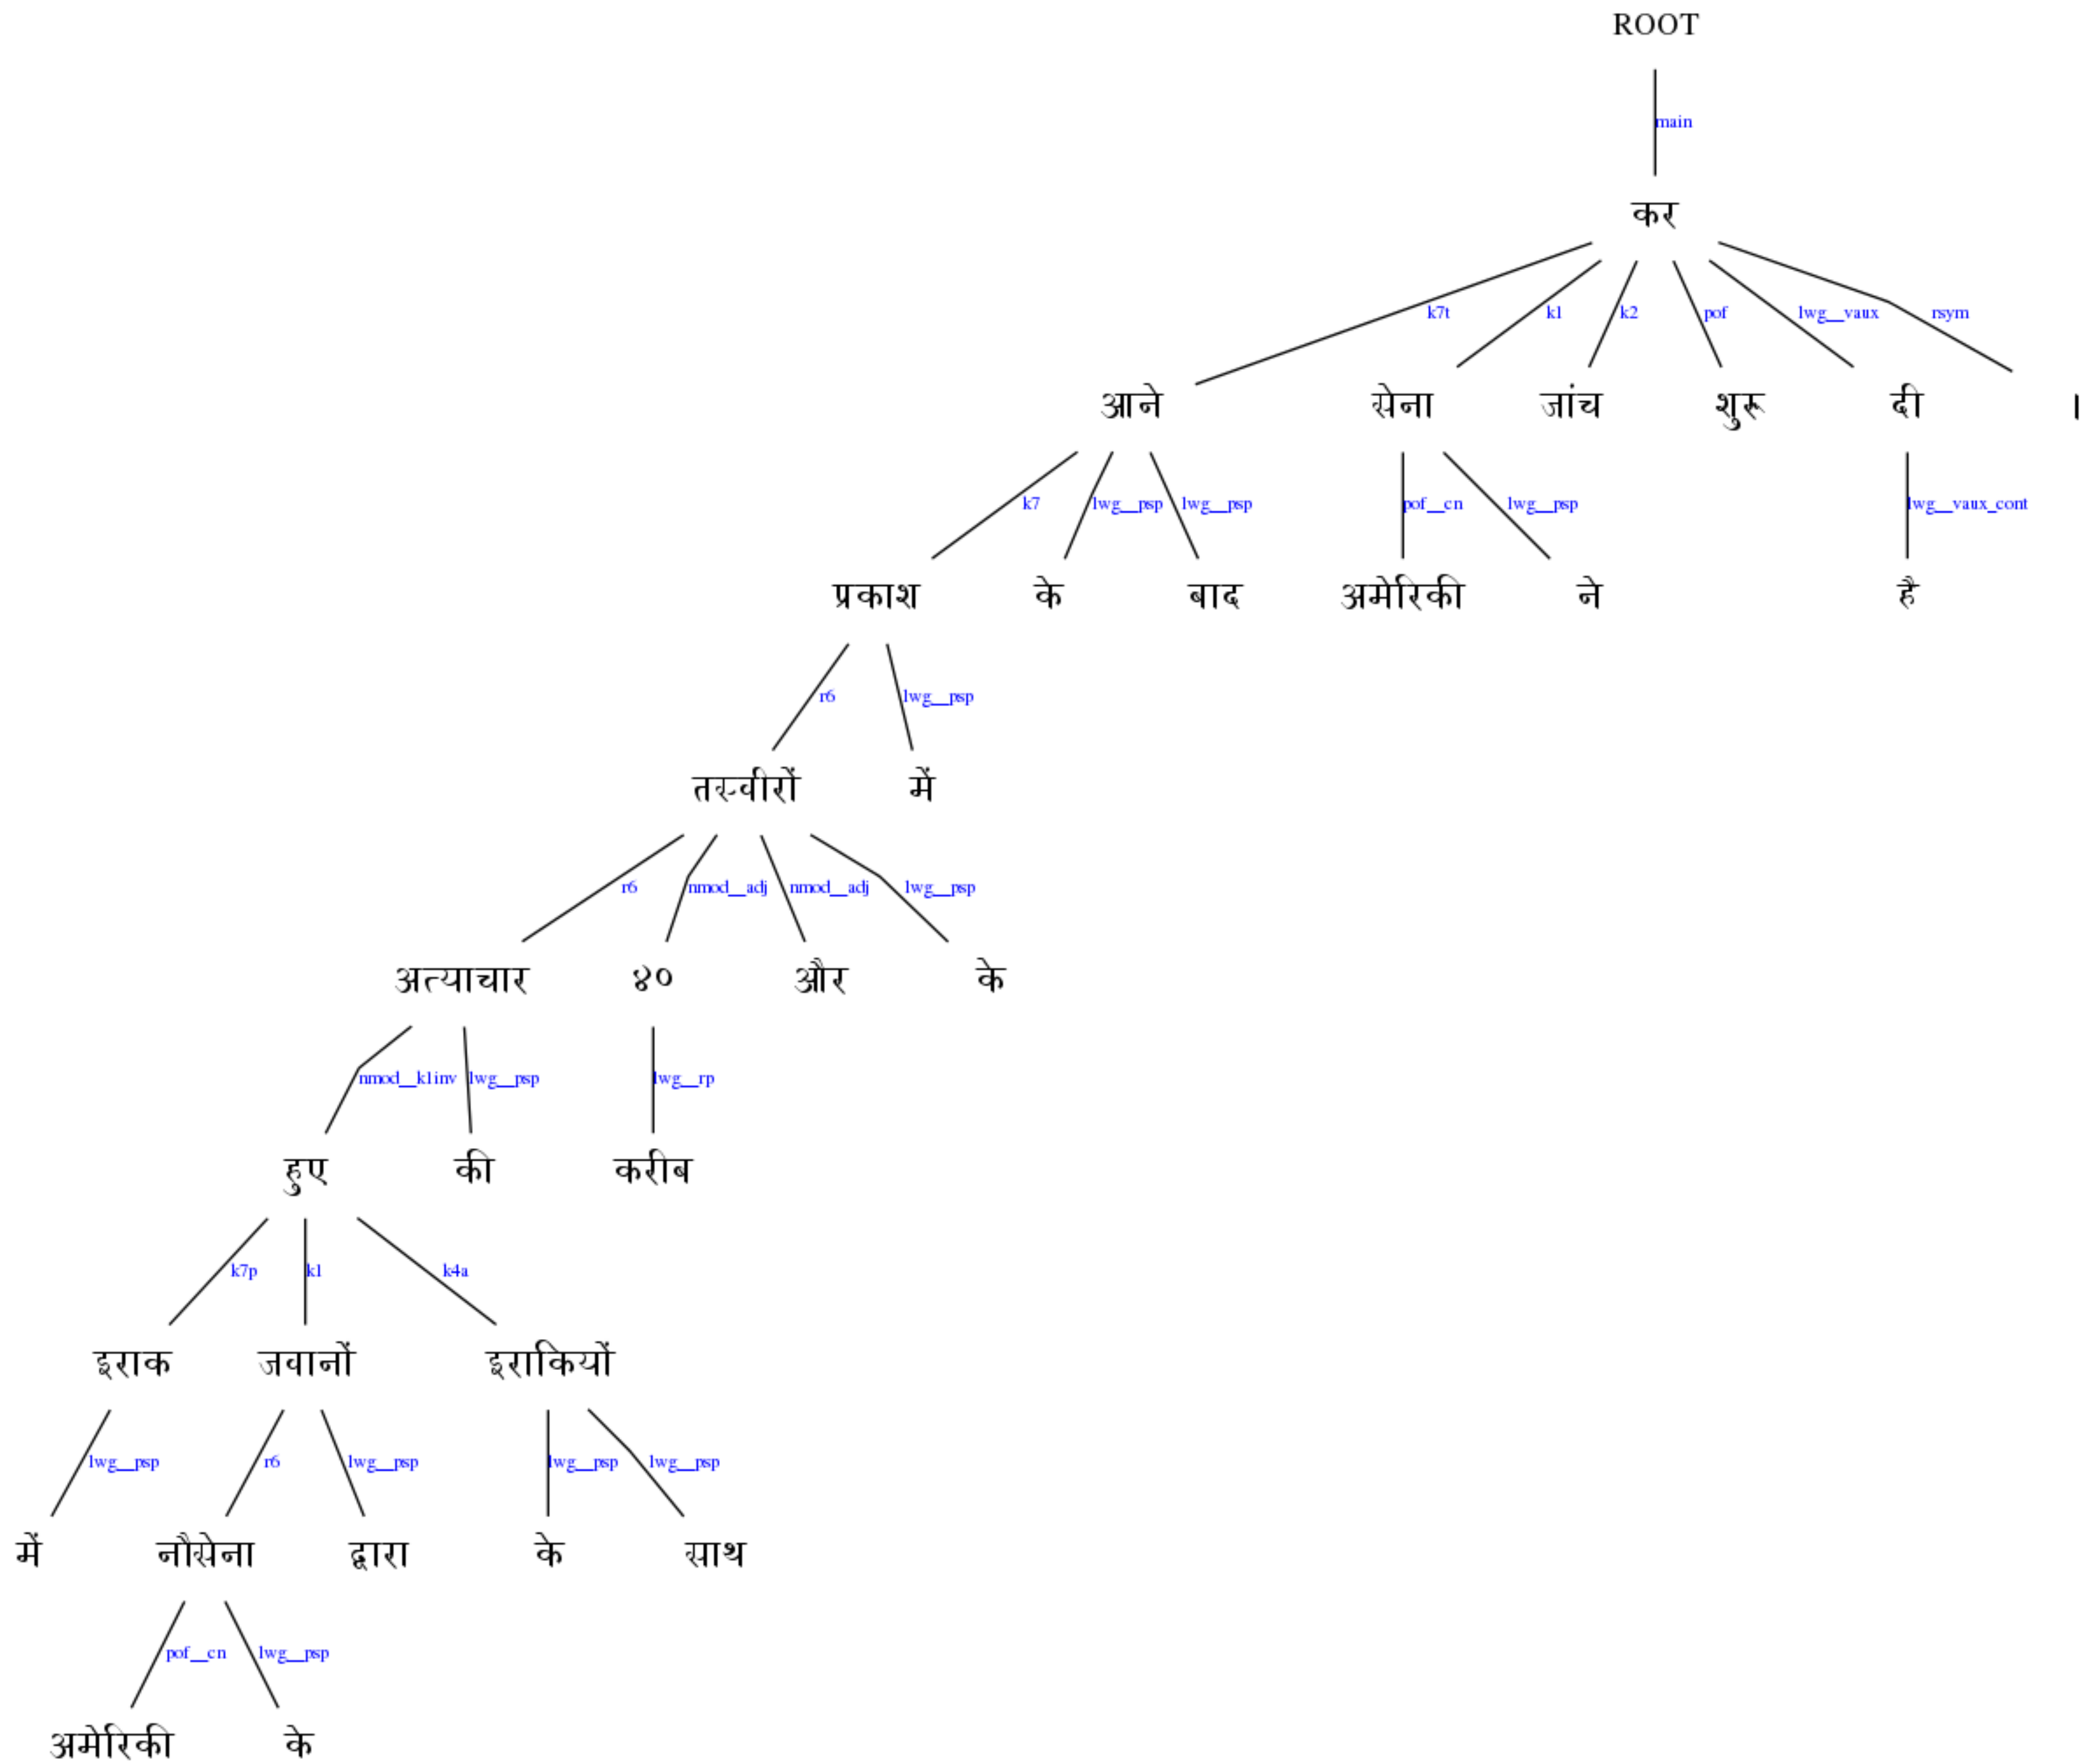 ROOT
main
कर
k7t k1 k2 pof lwg__vaux rsym
आने सेना जांच शुरू दी ।
k7 lwg__psp lwg__psp pof__cn lwg__psp lwg__vaux_cont
प्रकाश के बाद अमेरिकी ने है
r6 lwg__psp
तस्वीरों में
r6 nmod__adj nmod__adj lwg__psp
अत्याचार ४० और के
nmod__k1inv lwg__psp lwg__rp
हुए की करीब
k7p k1 k4a
इराक जवानों इराकियों
lwg__psp r6 lwg__psp lwg__psp lwg__psp
में नौसेना द्वारा के साथ
pof__cn lwg__psp
अमेरिकी के